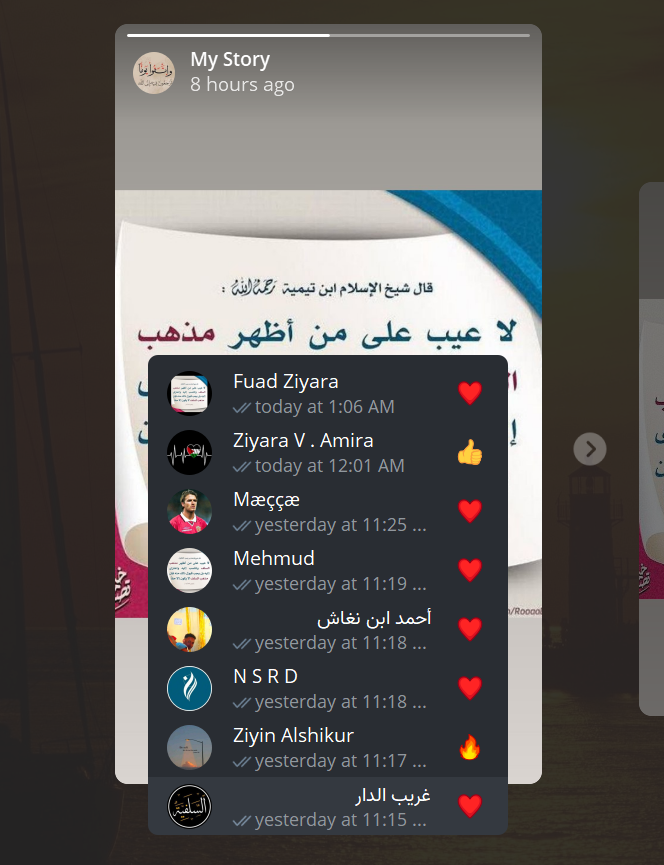 My Story
8 hours ago
قال شيخ الإسلام ابن تيمية رَحِمَهُ اللَّهُ :
لا عيب على من أظهر مذهب
Fuad Ziyara
today at 1:06 AM
Ziyara V . Amira
today at 12:01 AM
Mæççæ
yesterday at 11:25 ...
Mehmud
yesterday at 11:19 ...
أحمد ابن نغاش
yesterday at 11:18 ...
N S R D
yesterday at 11:18 ...
Ziyin Alshikur
yesterday at 11:17 ...
غريب الدار
yesterday at 11:15 ...
السلفية